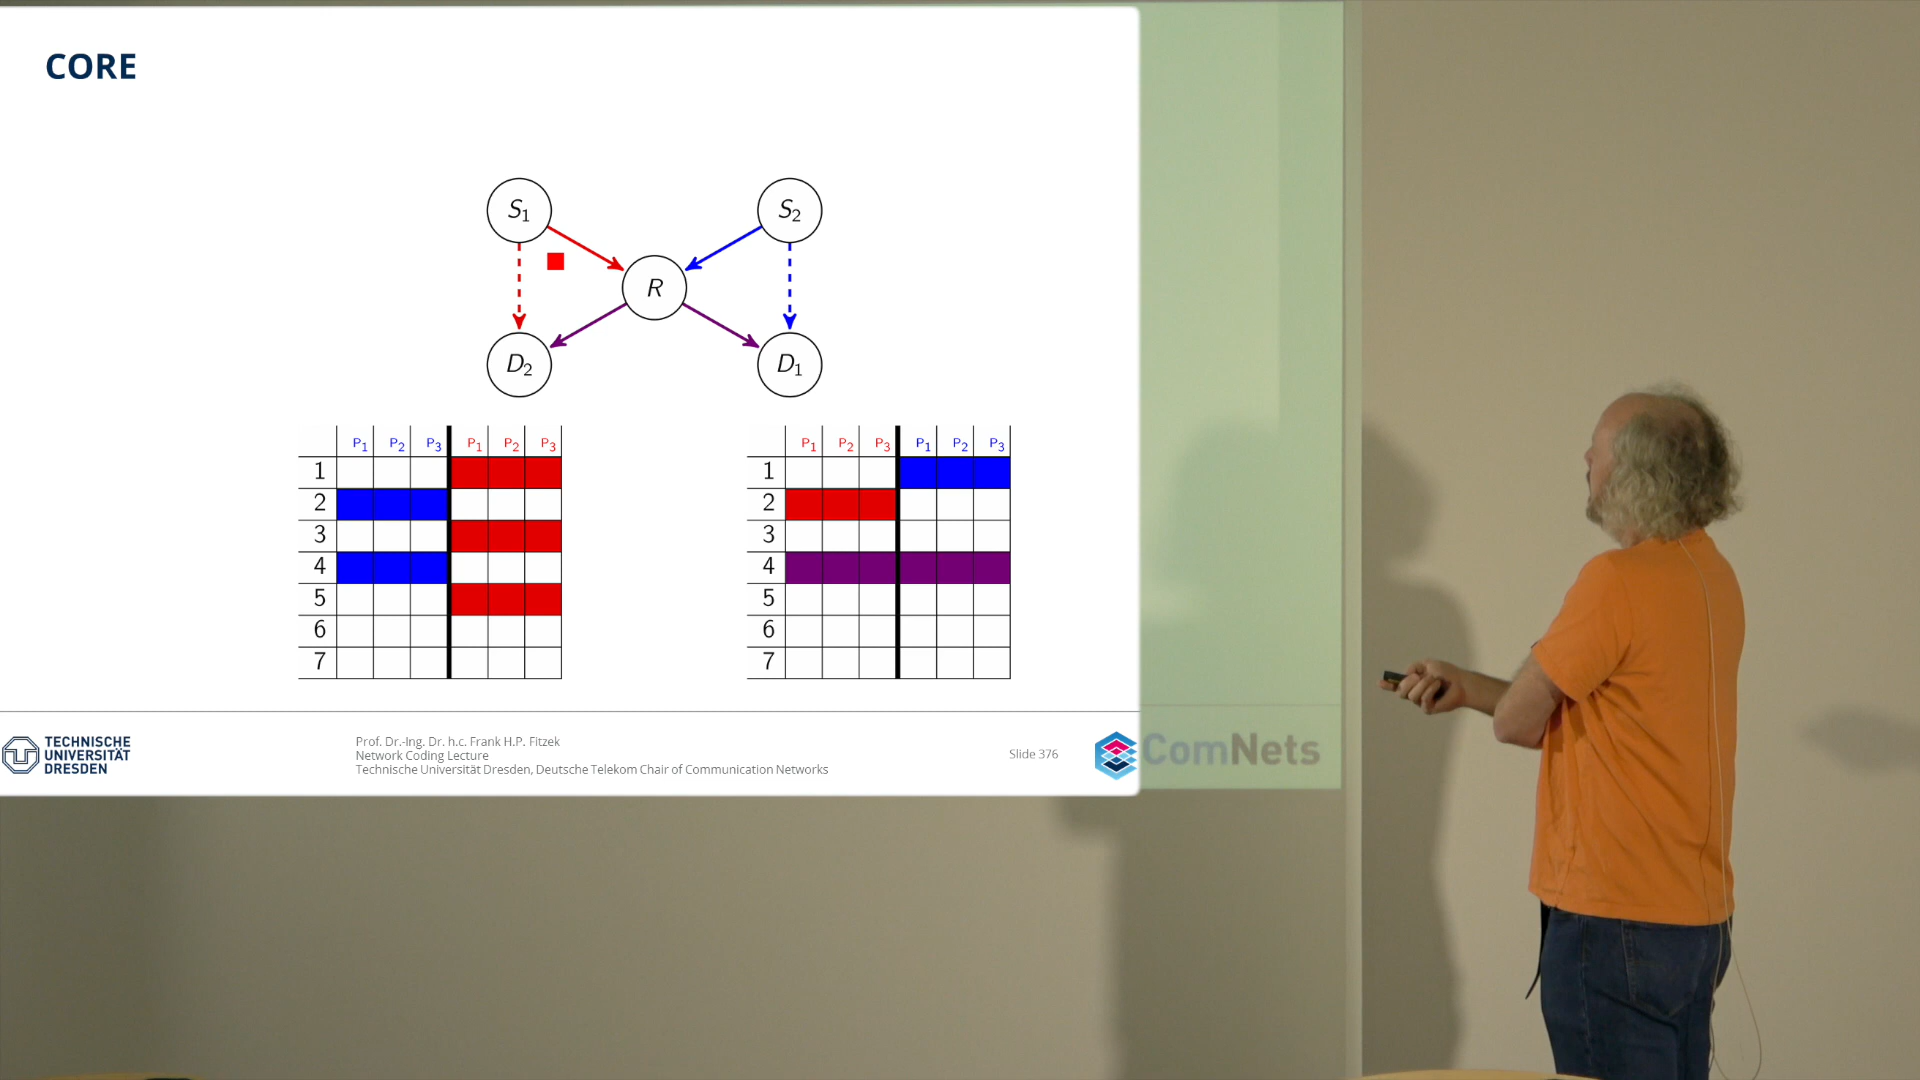 CORE
S1
S2
R
D2
D1
P1 P2 P3 P1 P2 P3
1
2
3
4
5
6
7
P1 P2 P3 P1 P2 P3
1
2
3
4
5
6
7
TECHNISCHE
UNIVERSITÄT
DRESDEN
Prof. Dr.-Ing. Dr. h.c. Frank H.P. Fitzek
Network Coding Lecture
Technische Universität Dresden, Deutsche Telekom Chair of Communication Networks
Slide 376
ComNets